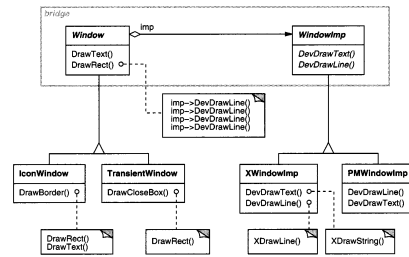 bridge
Window
imp
WindowImp
DrawText()
DrawRect()
DevDrawText()
DevDrawLine()
imp->DevDrawLine()
imp->DevDrawLine()
imp->DevDrawLine()
imp->DevDrawLine()
IconWindow
DrawBorder()
TransientWindow
DrawCloseBox()
XWindowImp
DevDrawText()
DevDrawLine()
PMWindowImp
DevDrawLine()
DevDrawText()
DrawRect()
DrawText()
DrawRect()
XDrawLine()
XDrawString()